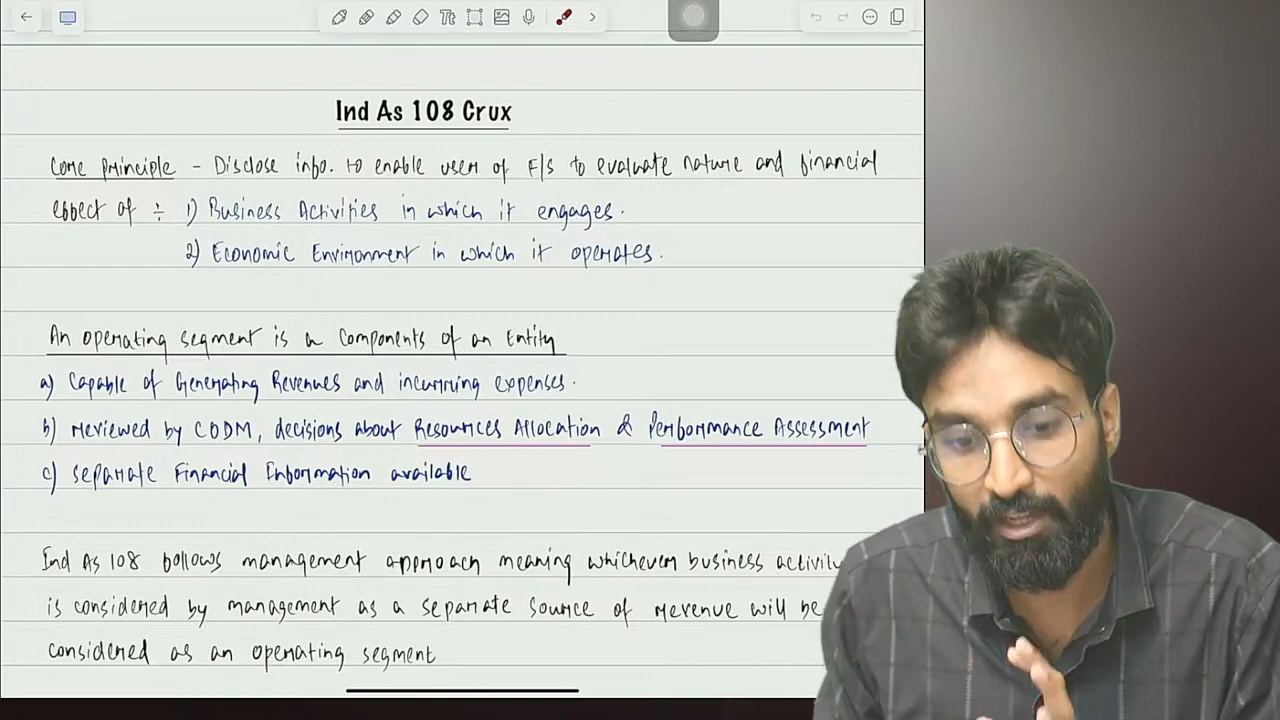 Ind As 108 Crux
Core principle - Disclose info. to enable users of F/S to evaluate nature and financial
effect of ÷ 1) Business Activities in which it engages.
2) Economic Environment in which it operates.
An operating segment is a components of an Entity
a) Capable of Generating Revenues and incurring expenses.
b) reviewed by CODM, decisions about Resources Allocation & Performance Assessment
c) separate Financial Information available
Ind As 108 follows management approach meaning whichever business
is considered by management as a separate source of revenue will be
considered as an operating segment